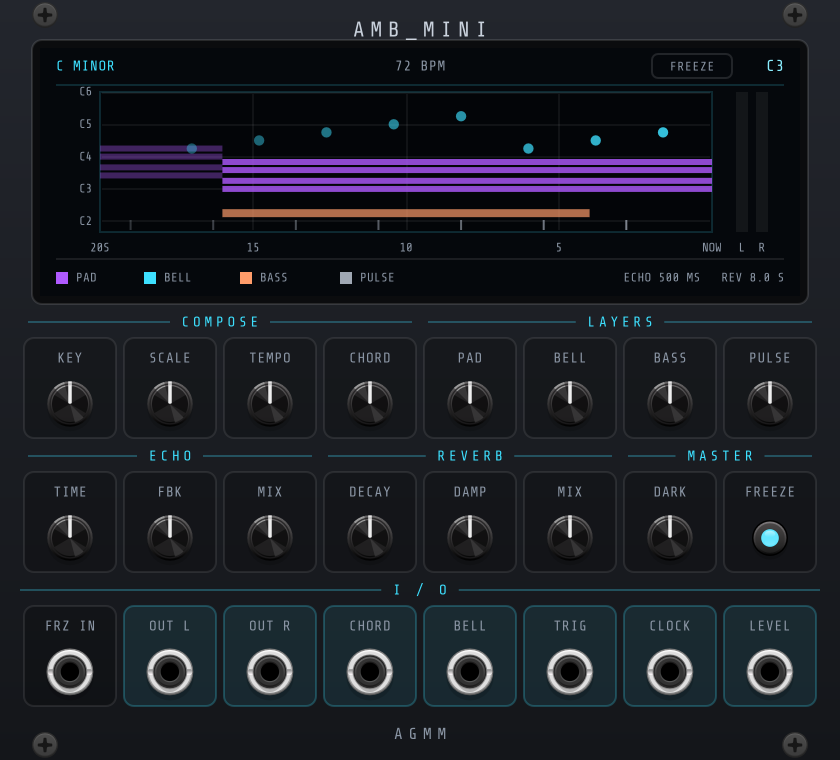 AMB_MINI
C MINOR 72 BPM FREEZE C3
C6
C5
C4
C3
C2
20S 15 10 5 NOW L R
PAD BELL BASS PULSE ECHO 500 MS REV 8.0 S
COMPOSE LAYERS
KEY SCALE TEMPO CHORD PAD BELL BASS PULSE
ECHO REVERB MASTER
TIME FBK MIX DECAY DAMP MIX DARK FREEZE
I / O
FRZ IN OUT L OUT R CHORD BELL TRIG CLOCK LEVEL
AGMM